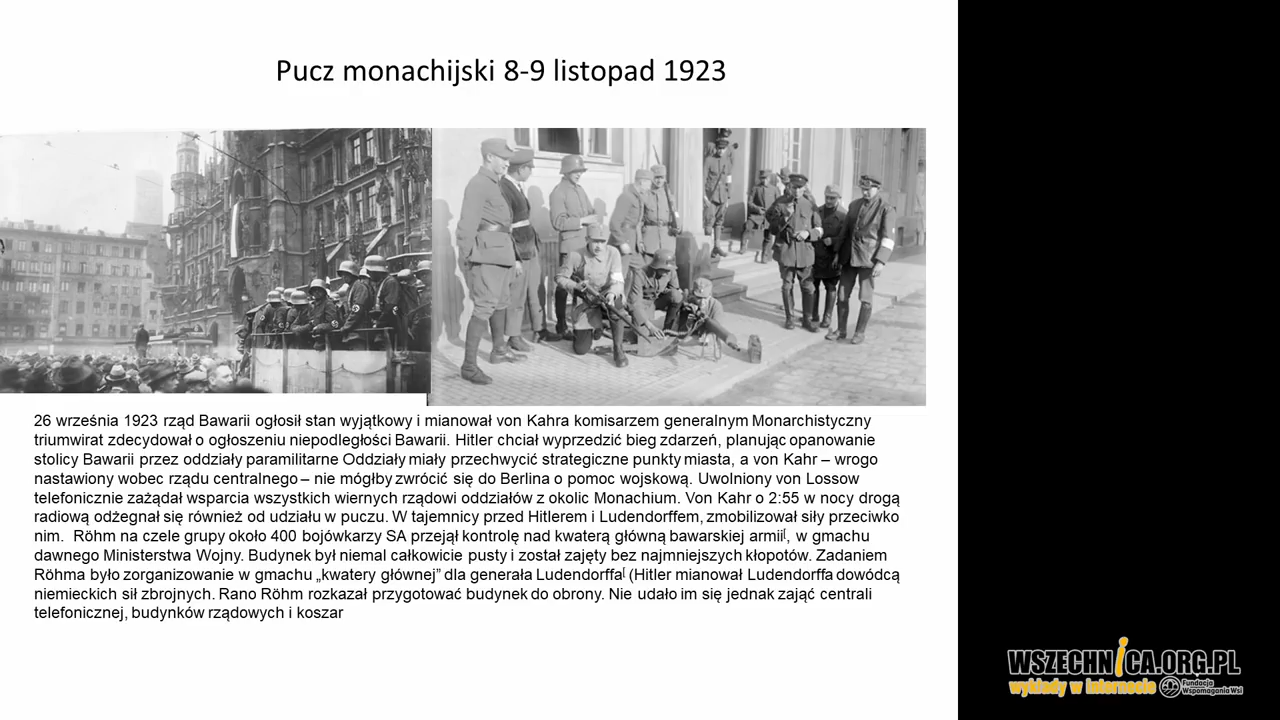 Pucz monachijski 8-9 listopad 1923
26 września 1923 rząd Bawarii ogłosił stan wyjątkowy i mianował von Kahra komisarzem generalnym Monarchistyczny
triumwirat zdecydował o ogłoszeniu niepodległości Bawarii. Hitler chciał wyprzedzić bieg zdarzeń, planując opanowanie
stolicy Bawarii przez oddziały paramilitarne Oddziały miały przechwycić strategiczne punkty miasta, a von Kahr – wrogo
nastawiony wobec rządu centralnego – nie mógłby zwrócić się do Berlina o pomoc wojskową. Uwolniony von Lossow
telefonicznie zażądał wsparcia wszystkich wiernych rządowi oddziałów z okolic Monachium. Von Kahr o 2:55 w nocy drogą
radiową odżegnał się również od udziału w puczu. W tajemnicy przed Hitlerem i Ludendorffem, zmobilizował siły przeciwko
nim. Röhm na czele grupy około 400 bojówkarzy SA przejął kontrolę nad kwaterą główną bawarskiej armii[, w gmachu
dawnego Ministerstwa Wojny. Budynek był niemal całkowicie pusty i został zajęty bez najmniejszych kłopotów. Zadaniem
Röhma było zorganizowanie w gmachu „kwatery głównej” dla generała Ludendorffa[ (Hitler mianował Ludendorffa dowódcą
niemieckich sił zbrojnych. Rano Röhm rozkazał przygotować budynek do obrony. Nie udało im się jednak zająć centrali
telefonicznej, budynków rządowych i koszar
WSZECHNICA.ORG.PL
wykłady w internecie
Fundacja
Wspomagania Wsi